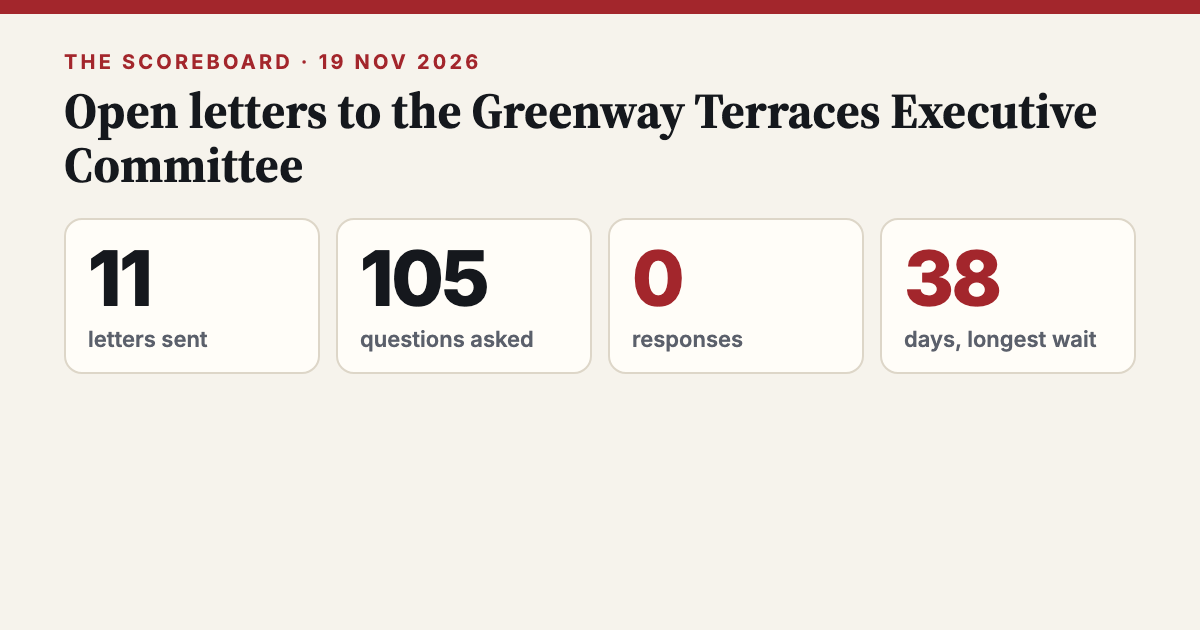 THE SCOREBOARD · 19 NOV 2026
Open letters to the Greenway Terraces Executive
Committee
11
letters sent
105
questions asked
0
responses
38
days, longest wait